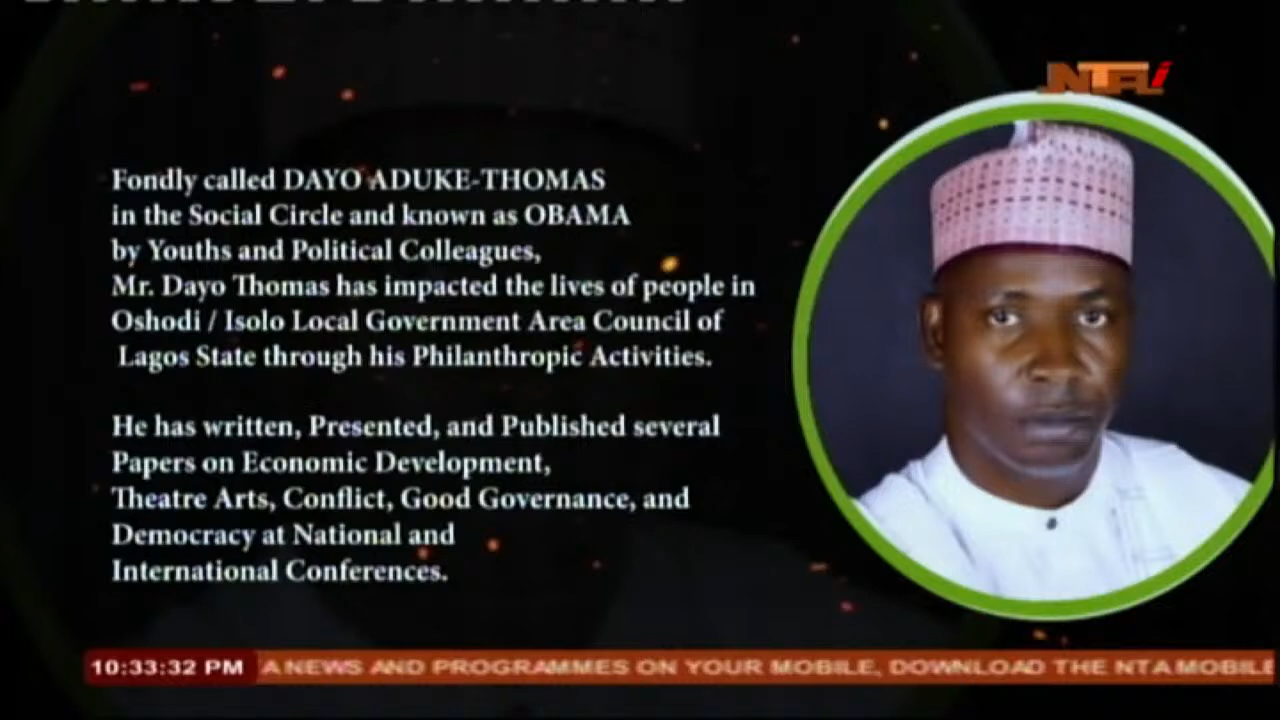 NTAi
Fondly called DAYO ADUKE-THOMAS
in the Social Circle and known as OBAMA
by Youths and Political Colleagues,
Mr. Dayo Thomas has impacted the lives of people in
Oshodi / Isolo Local Government Area Council of
Lagos State through his Philanthropic Activities.
He has written, Presented, and Published several
Papers on Economic Development,
Theatre Arts, Conflict, Good Governance, and
Democracy at National and
International Conferences.
10:33:32 PM A NEWS AND PROGRAMMES ON YOUR MOBILE, DOWNLOAD THE NTA MOBILE